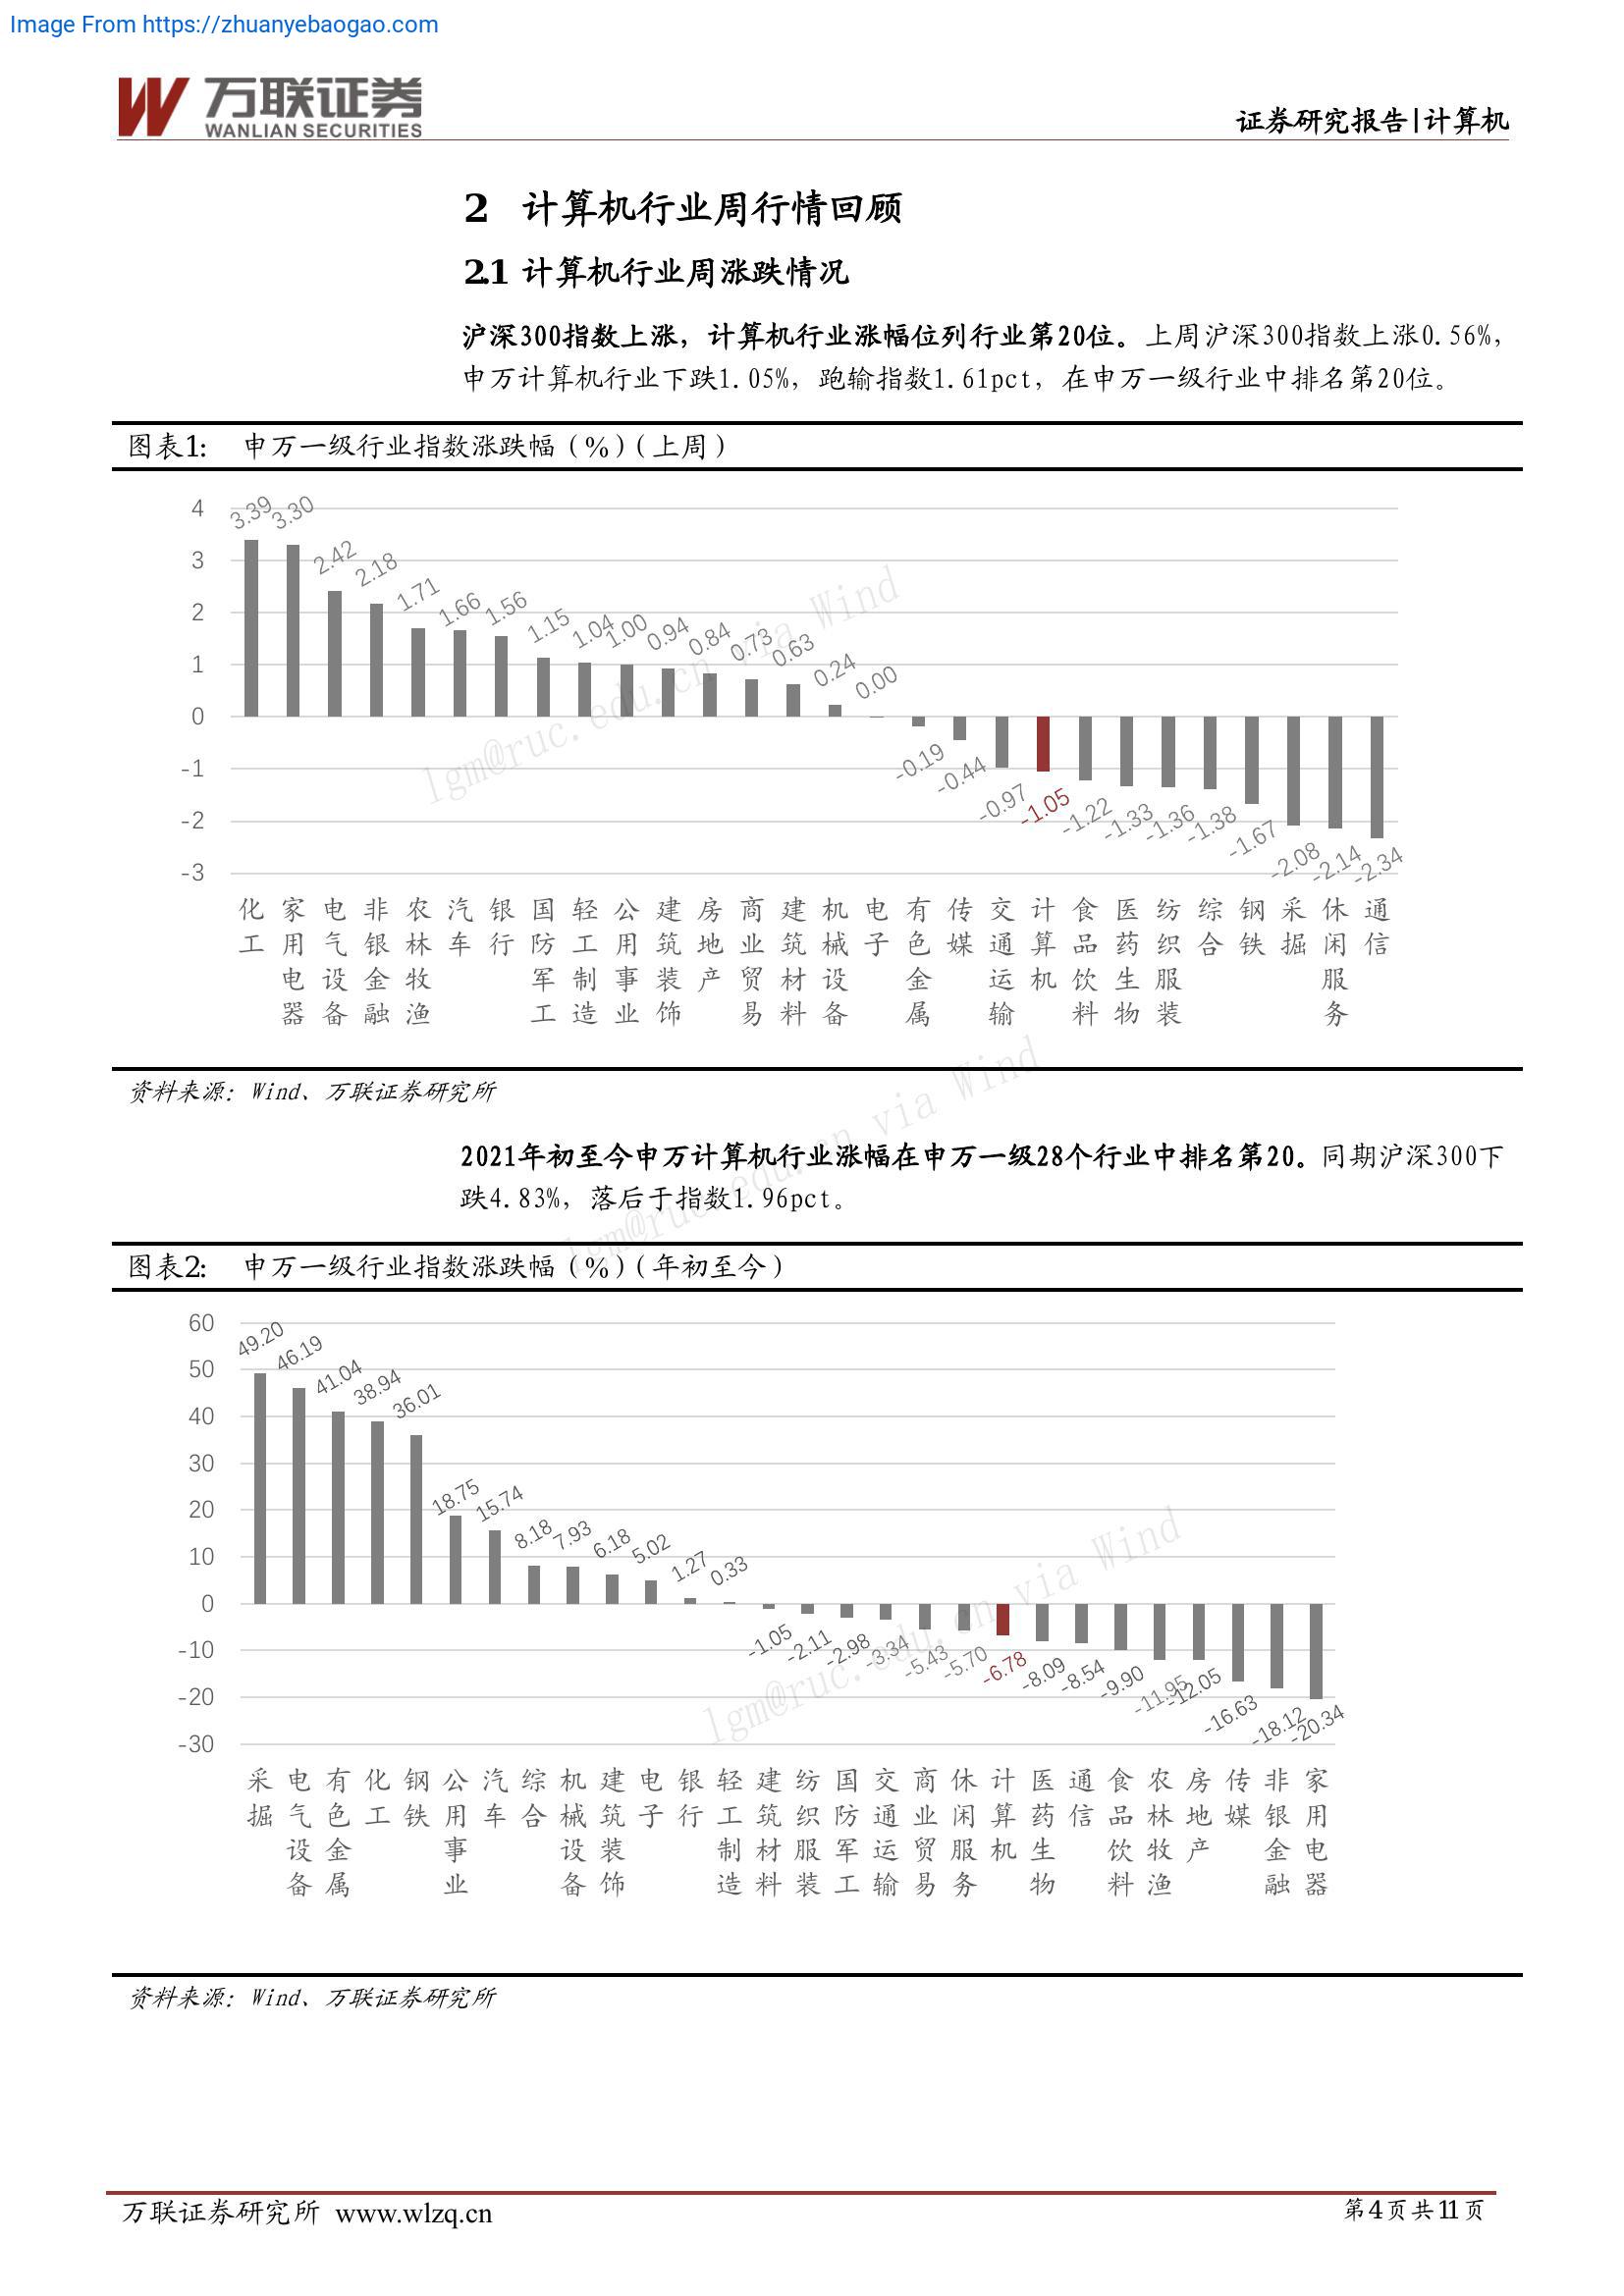 Image From https://zhuanyebaogao.com
万联证券
WANLIAN SECURITIES
证券研究报告|计算机
2 计算机行业周行情回顾
2.1 计算机行业周涨跌情况
沪深300指数上涨，计算机行业涨幅位列行业第20位。上周沪深300指数上涨0.56%，
申万计算机行业下跌1.05%，跑输指数1.61pct，在申万一级行业中排名第20位。
图表1: 申万一级行业指数涨跌幅（%）（上周）
4
3
2
1
0
-1
-2
-3
3.39 3.30 2.42 2.18 1.71 1.66 1.56 1.15 1.04 1.00 0.94 0.84 0.73 0.63 0.24 0.00 -0.19 -0.44 -0.97 -1.05 -1.22 -1.33 -1.36 -1.38 -1.67 -2.08 -2.14 -2.34
化工 家用电器 电气设备 非银金融 农林牧渔 汽车 银行 国防军工 轻工制造 公用事业 建筑装饰 房地产 商业贸易 建筑材料 机械设备 电子 有色金属 传媒 交通运输 计算机 食品饮料 医药生物 纺织服装 综合 钢铁 采掘 休闲服务 通信
lgm@ruc.edu.cn via Wind
资料来源：Wind、万联证券研究所
lgm@ruc.edu.cn via Wind
2021年初至今申万计算机行业涨幅在申万一级28个行业中排名第20。同期沪深300下
跌4.83%，落后于指数1.96pct。
图表2: 申万一级行业指数涨跌幅（%）（年初至今）
60
50
40
30
20
10
0
-10
-20
-30
49.20 46.19 41.04 38.94 36.01 18.75 15.74 8.18 7.93 6.18 5.02 1.27 0.33 -1.05 -2.11 -2.98 -3.34 -5.43 -5.70 -6.78 -8.09 -8.54 -9.90 -11.95 -12.05 -16.63 -18.12 -20.34
采掘 电气设备 有色金属 化工 钢铁 公用事业 汽车 综合 机械设备 建筑装饰 电子 银行 轻工制造 建筑材料 纺织服装 国防军工 交通运输 商业贸易 休闲服务 计算机 医药生物 通信 食品饮料 农林牧渔 房地产 传媒 非银金融 家用电器
lgm@ruc.edu.cn via Wind
资料来源：Wind、万联证券研究所
万联证券研究所 www.wlzq.cn
第4页共11页